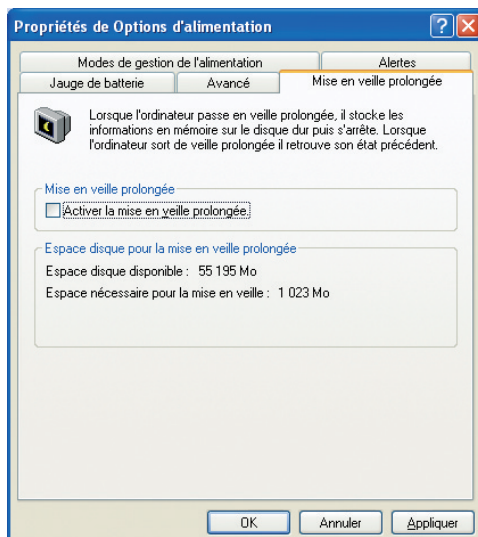 Propriétés de Options d'alimentation
Modes de gestion de l'alimentation Alertes
Jauge de batterie Avancé Mise en veille prolongée
Lorsque l'ordinateur passe en veille prolongée, il stocke les
informations en mémoire sur le disque dur puis s'arrête. Lorsque
l'ordinateur sort de veille prolongée il retrouve son état précédent.
Mise en veille prolongée
Activer la mise en veille prolongée.
Espace disque pour la mise en veille prolongée
Espace disque disponible : 55 195 Mo
Espace nécessaire pour la mise en veille : 1 023 Mo
OK Annuler Appliquer